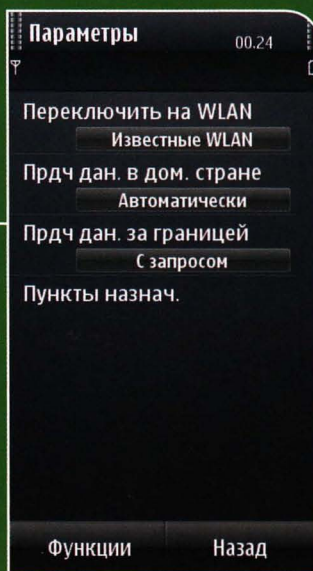 Параметры
00.24
Переключить на WLAN
Известные WLAN
Прдч дан. в дом. стране
Автоматически
Прдч дан. за границей
С запросом
Пункты назнач.
Функции
Назад